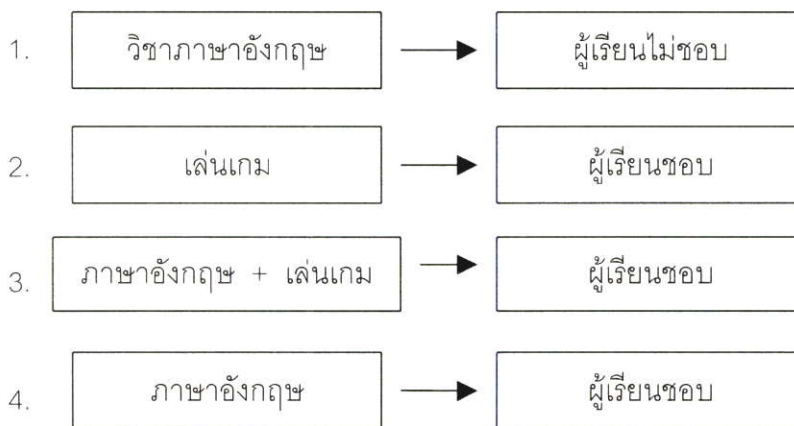 1. วิชาภาษาอังกฤษ ผู้เรียนไม่ชอบ
2. เล่นเกม ผู้เรียนชอบ
3. ภาษาอังกฤษ + เล่นเกม ผู้เรียนชอบ
4. ภาษาอังกฤษ ผู้เรียนชอบ